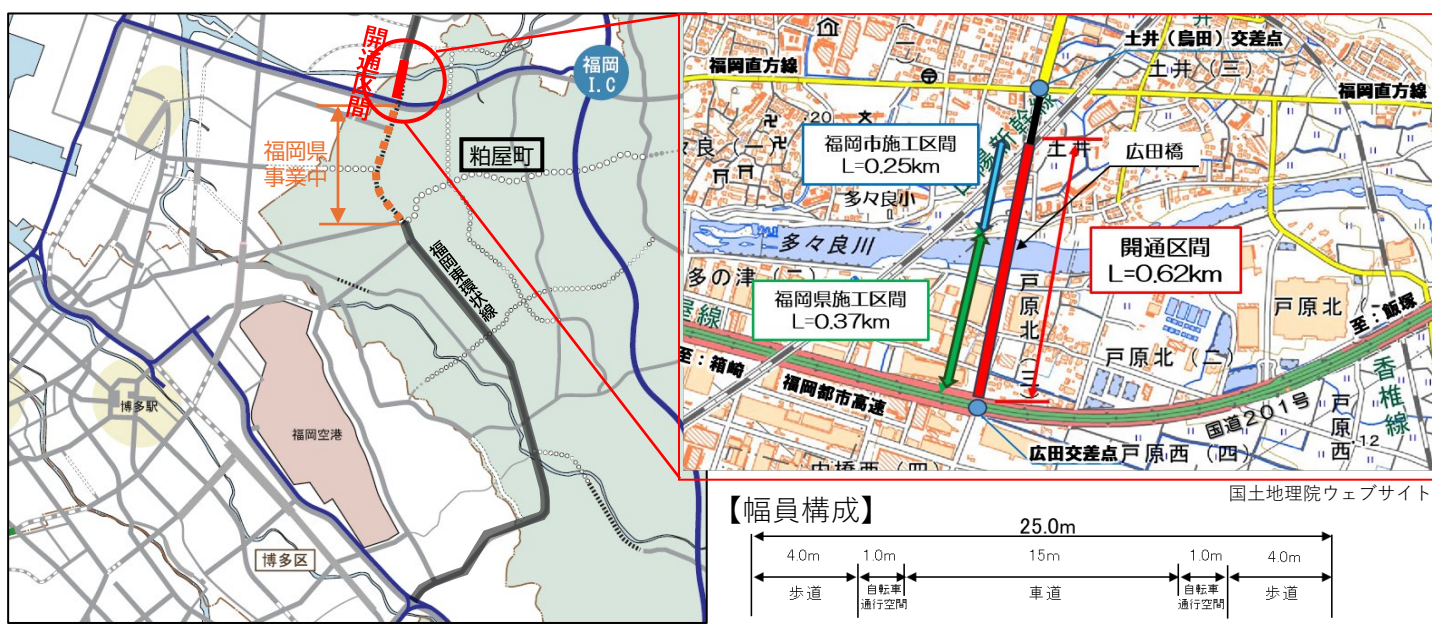 開通区間
福岡
I.C
福岡県
事業中
粕屋町
福岡東環状線
博多駅
福岡空港
博多区
土井（鳥田）交差点
土井（三）
福岡直方線
福岡直方線
福岡市施工区間
L=0.25km
土井
広田橋
多々良小
多々良川
開通区間
L=0.62km
多の津（二）
福岡県施工区間
L=0.37km
戸原北（三）
戸原北
至：飯塚
戸原北（二）
至：箱崎
福岡都市高速
国道201号
香椎線
戸原西
12
広田交差点
戸原西（四）
内橋西（四）
国土地理院ウェブサイト
【幅員構成】
25.0m
4.0m 1.0m 15m 1.0m 4.0m
歩道 自転車 車道 自転車 歩道
通行空間 通行空間